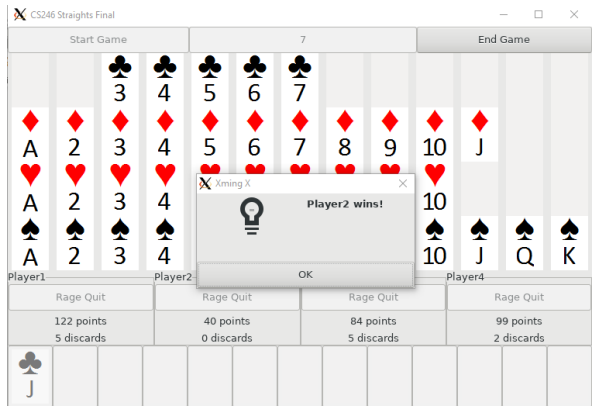 CS246 Straights Final
Start Game 7 End Game
3 4 5 6 7
A 2 3 4 5 6 7 8 9 10 J
Xming X
Player2 wins!
A 2 3 4 10
A 2 3 4 10 J Q K
OK
Player1 Player2 Player4
Rage Quit Rage Quit Rage Quit Rage Quit
122 points 40 points 84 points 99 points
5 discards 0 discards 5 discards 2 discards
J